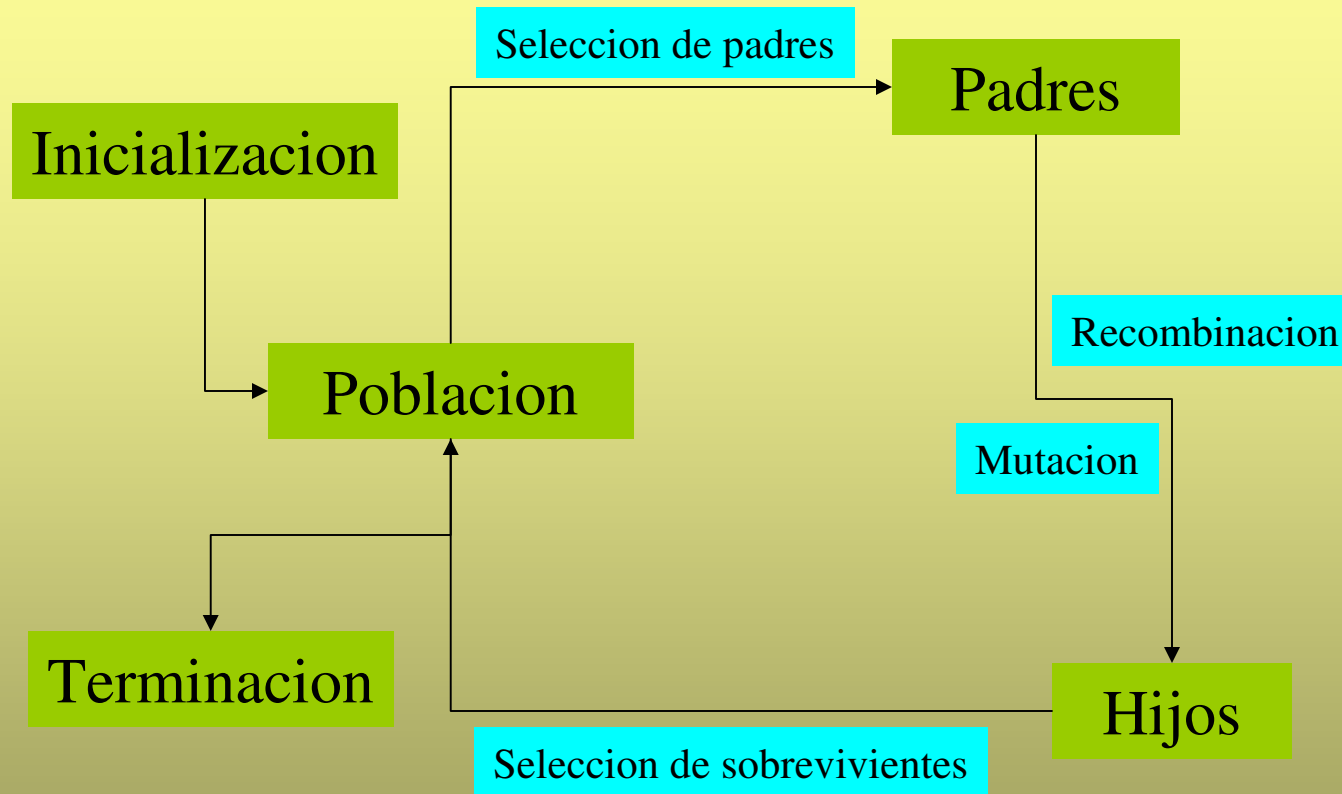 Seleccion de padres
Padres
Inicializacion
Recombinacion
Poblacion
Mutacion
Terminacion
Hijos
Seleccion de sobrevivientes